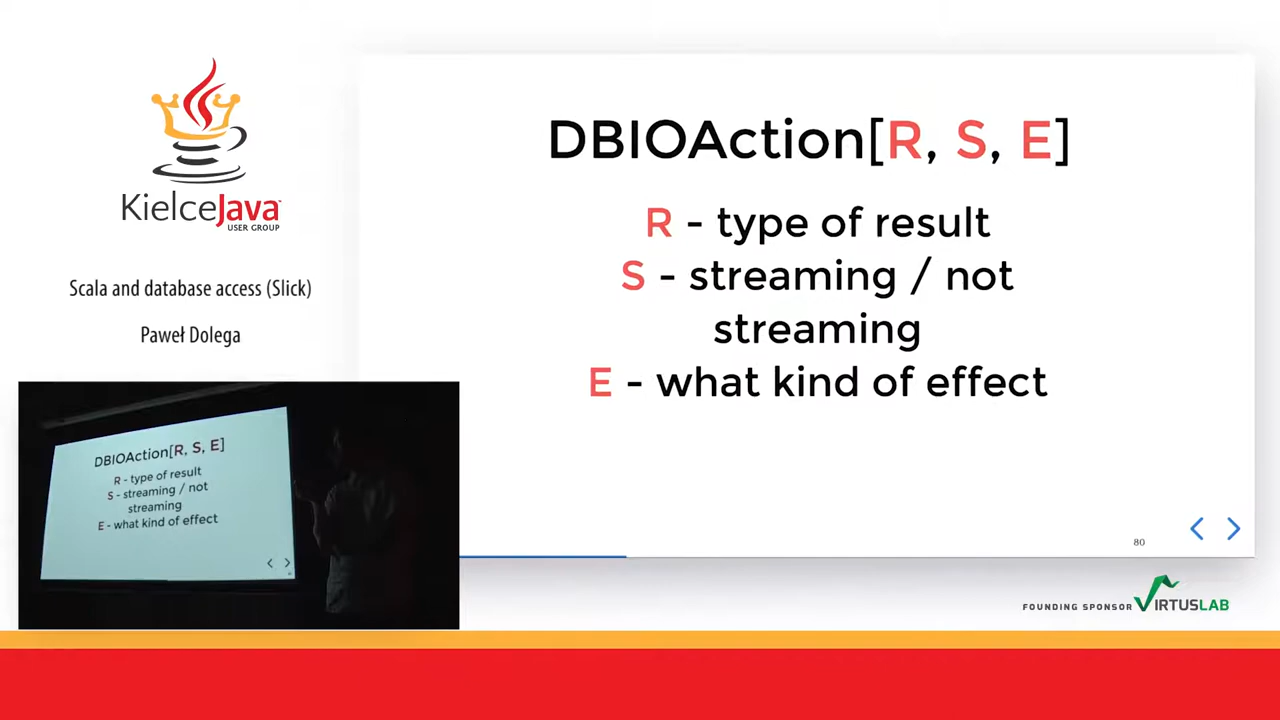 KielceJava
USER GROUP
Scala and database access (Slick)
Paweł Dolega
DBIOAction[R, S, E]
R - type of result
S - streaming / not
streaming
E - what kind of effect
80
FOUNDING SPONSOR VIRTUSLAB
DBIOAction[R, S, E]
R - type of result
S - streaming / not
streaming
E - what kind of effect